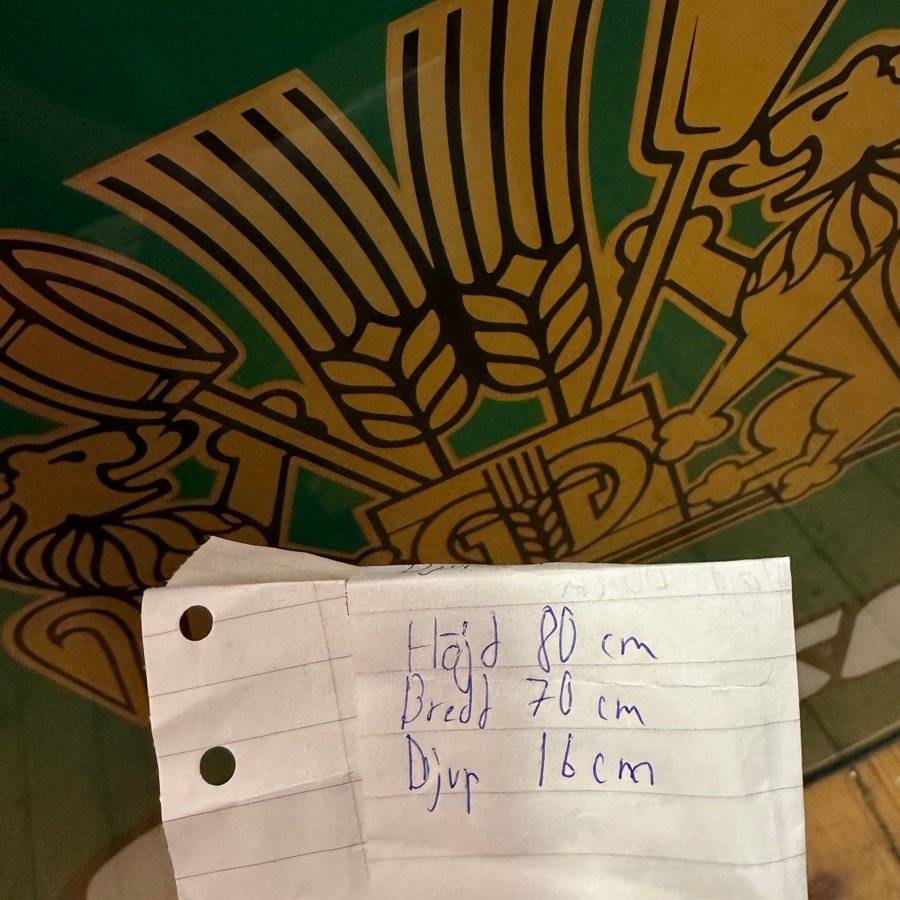 Höjd 80 cm
Bredd 70 cm
Djup 16 cm